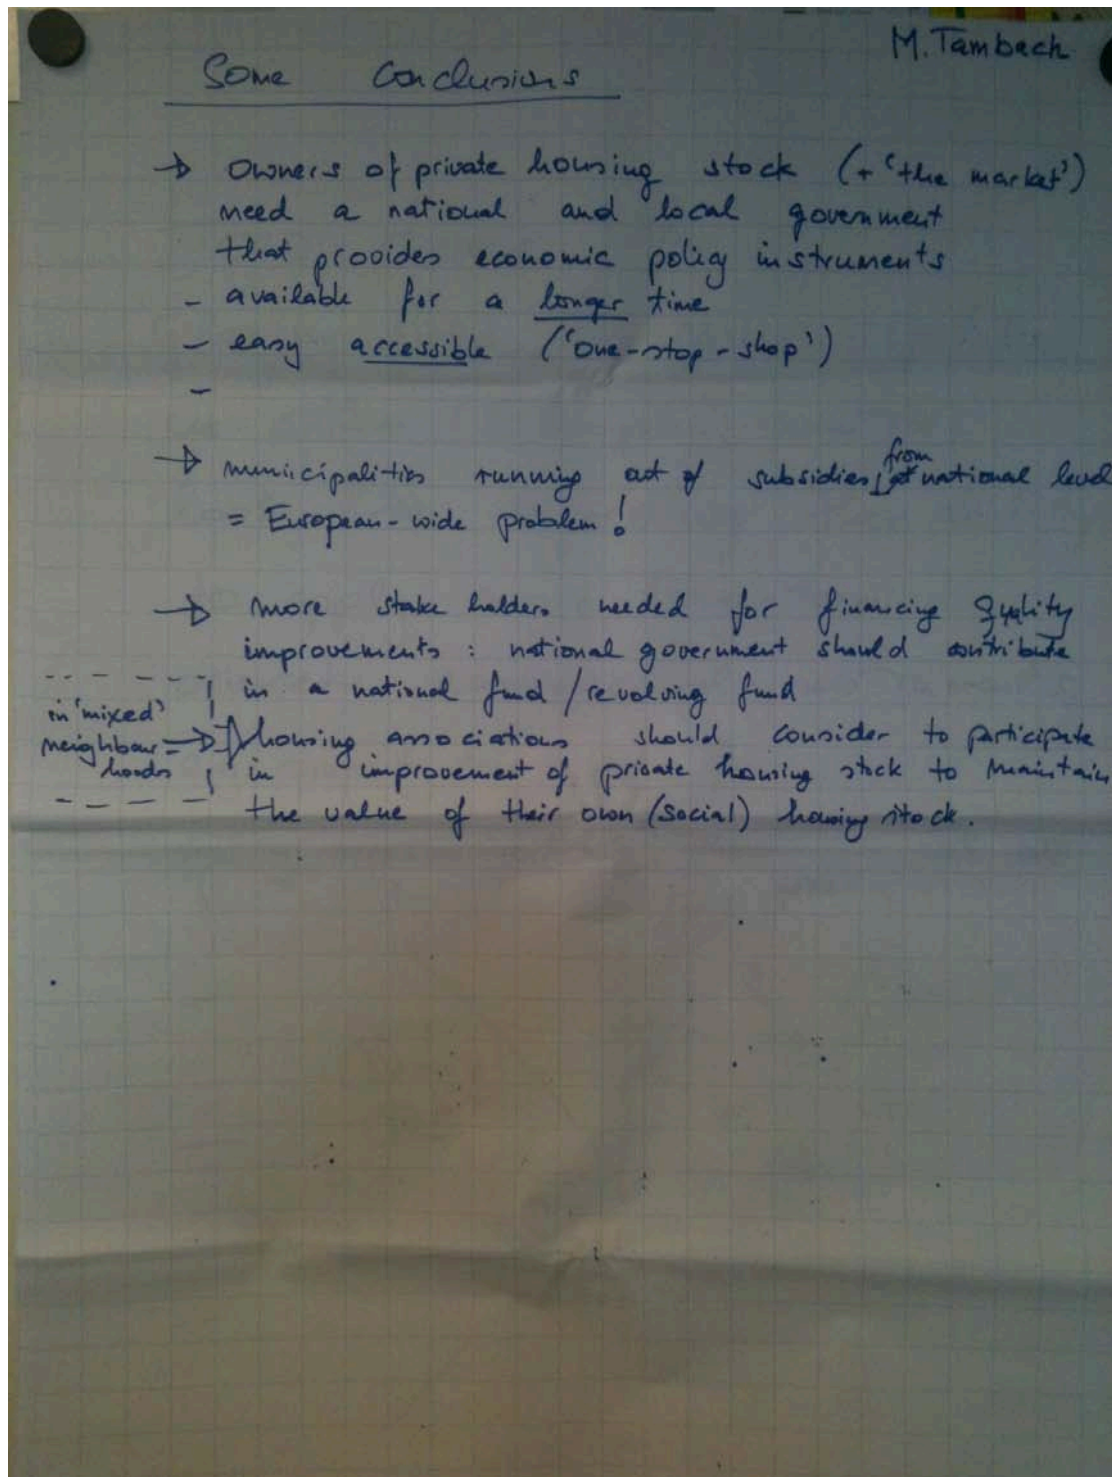 M. Tambach
Some Conclusions
→ Owners of private housing stock (+ 'the market')
need a national and local government
that provides economic policy instruments
- available for a longer time
- easy accessible ('one-stop-shop')
-
→ municipalities running out of subsidies from at national level
= European-wide problem!
→ more stake holders needed for financing quality
improvements : national government should contribute
in a national fund / revolving fund
in 'mixed'
neighbour = → housing associations should consider to participate
hoods
in improvement of private housing stock to maintain
the value of their own (social) housing stock.